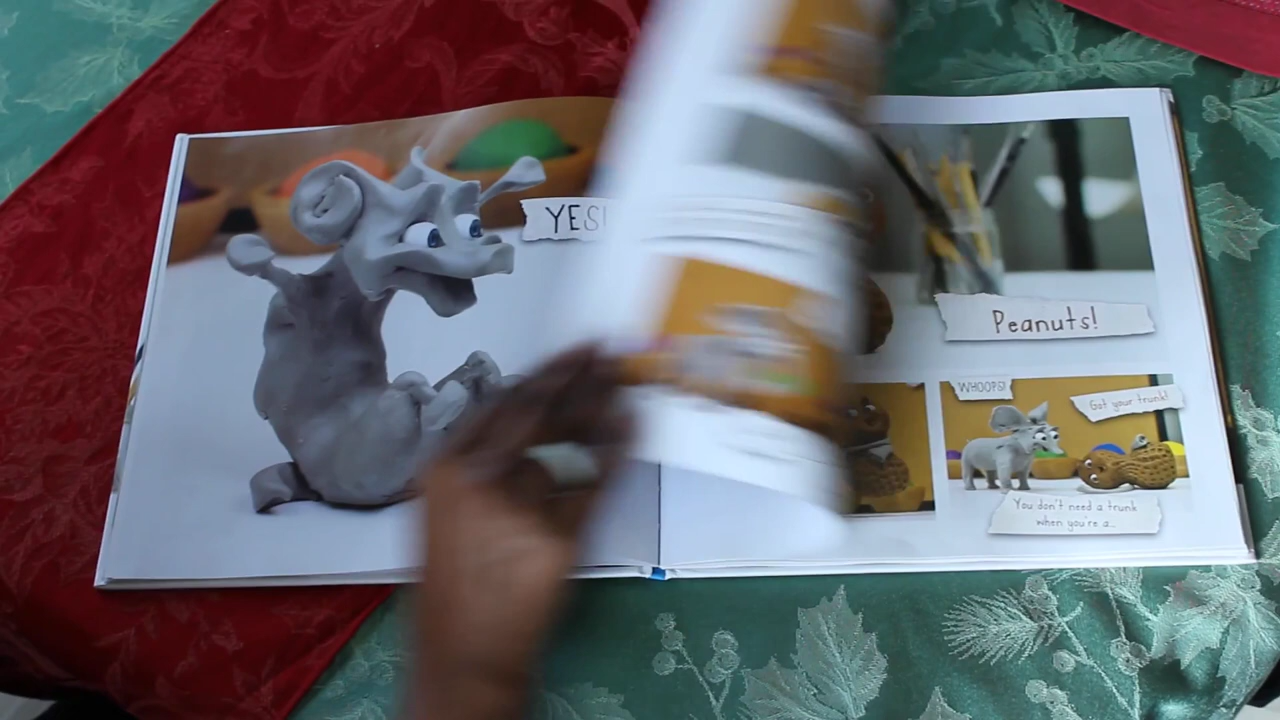 YES!
Peanuts!
WHOOPS!
Got your trunk!
You don't need a trunk
when you're a...